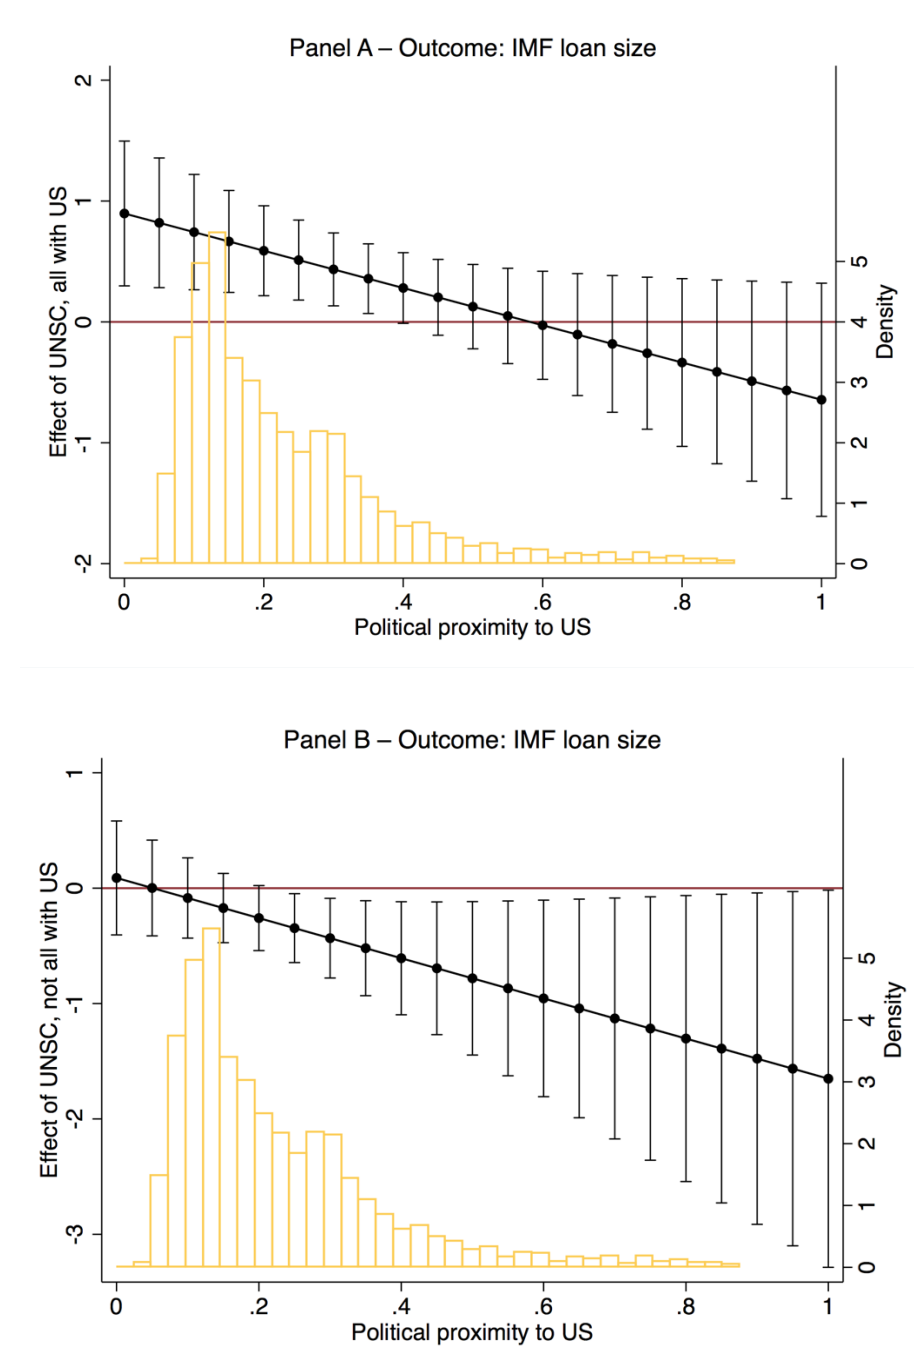 Panel A – Outcome: IMF loan size
Effect of UNSC, all with US
2
1
0
-1
-2
5
4
3
2
1
0
Density
0 .2 .4 .6 .8 1
Political proximity to US
Panel B – Outcome: IMF loan size
Effect of UNSC, not all with US
1
0
-1
-2
-3
5
4
3
2
1
0
Density
0 .2 .4 .6 .8 1
Political proximity to US